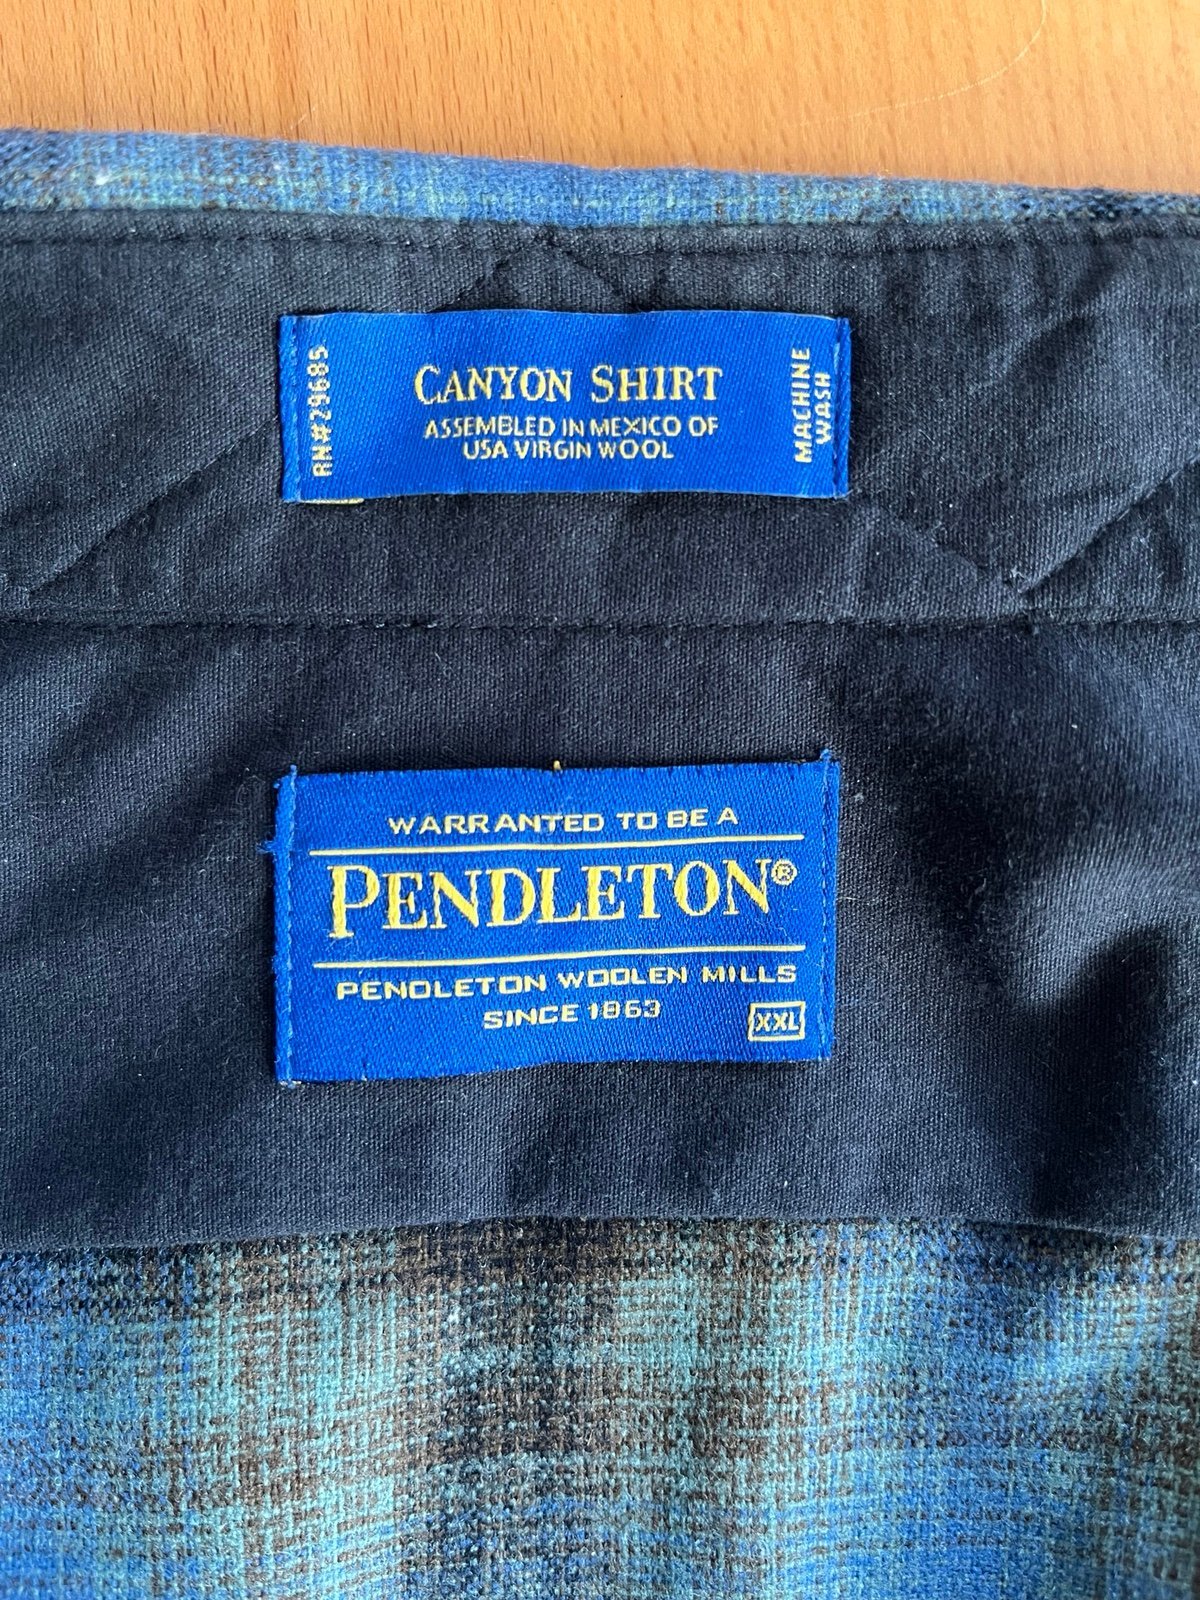 RN#29685
CANYON SHIRT
ASSEMBLED IN MEXICO OF
USA VIRGIN WOOL
MACHINE
WASH
WARRANTED TO BE A
PENDLETON®
PENDLETON WOOLEN MILLS
SINCE 1863
XXL